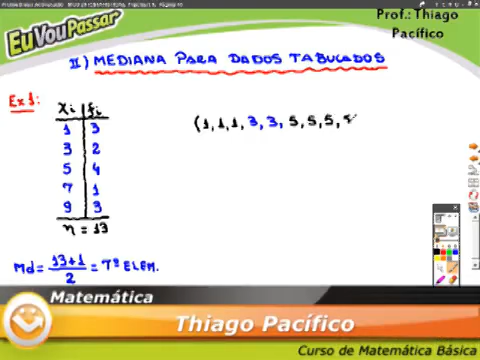 Prof.: Thiago
Pacífico
EuVouPassar
II) MEDIANA PARA DADOS TABULADOS
Ex1:
xi fi
1 3
3 2
5 4
7 1
9 3
n = 13
(1, 1, 1, 3, 3, 5, 5, 5, 5
Md = 13+1 / 2 = 7º ELEM.
Matemática
Thiago Pacífico
Curso de Matemática Básica